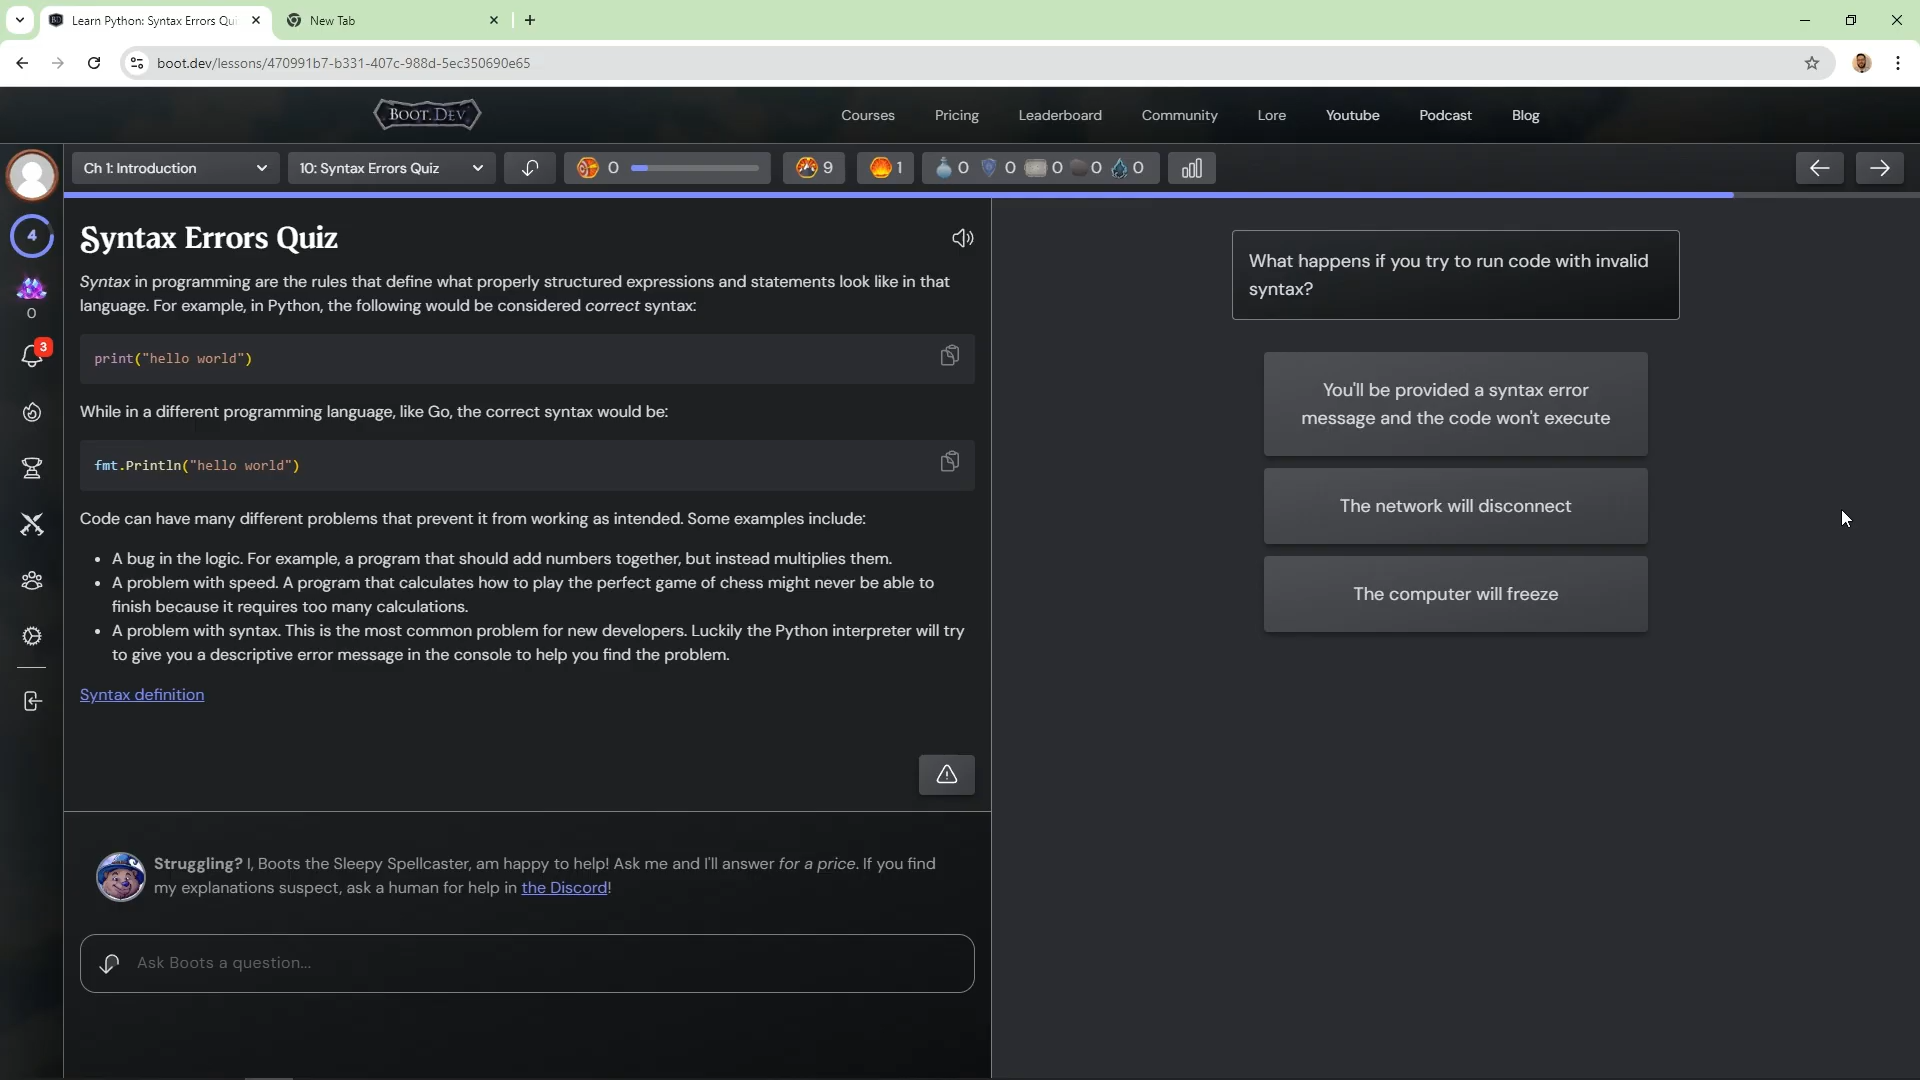 Learn Python: Syntax Errors Qui
New Tab
boot.dev/lessons/470991b7-b331-407c-988d-5ec350690e65
BOOT.DEV
Courses
Pricing
Leaderboard
Community
Lore
Youtube
Podcast
Blog
Ch 1: Introduction
10: Syntax Errors Quiz
0
9
1
0
0
0
0
0
4
0
3
Syntax Errors Quiz
Syntax in programming are the rules that define what properly structured expressions and statements look like in that
language. For example, in Python, the following would be considered correct syntax:
print("hello world")
While in a different programming language, like Go, the correct syntax would be:
fmt.Println("hello world")
Code can have many different problems that prevent it from working as intended. Some examples include:
• A bug in the logic. For example, a program that should add numbers together, but instead multiplies them.
• A problem with speed. A program that calculates how to play the perfect game of chess might never be able to
finish because it requires too many calculations.
• A problem with syntax. This is the most common problem for new developers. Luckily the Python interpreter will try
to give you a descriptive error message in the console to help you find the problem.
Syntax definition
Struggling? I, Boots the Sleepy Spellcaster, am happy to help! Ask me and I'll answer for a price. If you find
my explanations suspect, ask a human for help in the Discord!
Ask Boots a question...
What happens if you try to run code with invalid
syntax?
You'll be provided a syntax error
message and the code won't execute
The network will disconnect
The computer will freeze